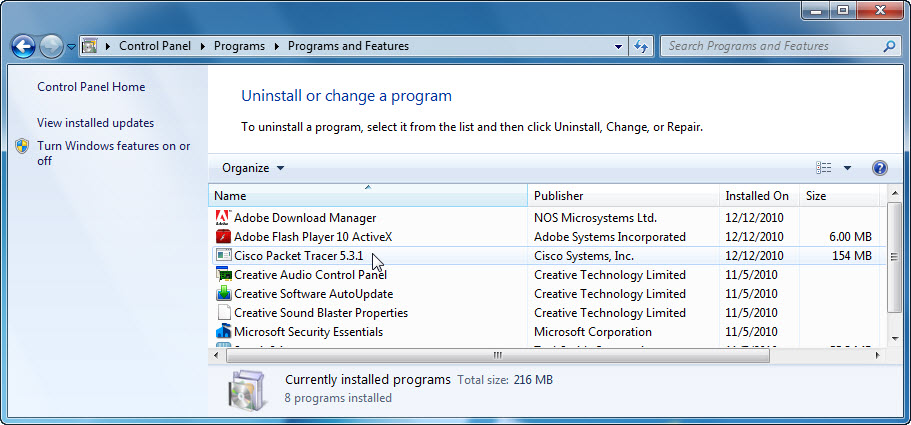 Control Panel Programs Programs and Features Search Programs and Features
Control Panel Home
View installed updates
Turn Windows features on or
off
Uninstall or change a program
To uninstall a program, select it from the list and then click Uninstall, Change, or Repair.
Organize
Name Publisher Installed On Size
Adobe Download Manager NOS Microsystems Ltd. 12/12/2010
Adobe Flash Player 10 ActiveX Adobe Systems Incorporated 12/12/2010 6.00 MB
Cisco Packet Tracer 5.3.1 Cisco Systems, Inc. 12/12/2010 154 MB
Creative Audio Control Panel Creative Technology Limited 11/5/2010
Creative Software AutoUpdate Creative Technology Limited 11/5/2010
Creative Sound Blaster Properties Creative Technology Limited 11/5/2010
Microsoft Security Essentials Microsoft Corporation 11/5/2010
Currently installed programs Total size: 216 MB
8 programs installed